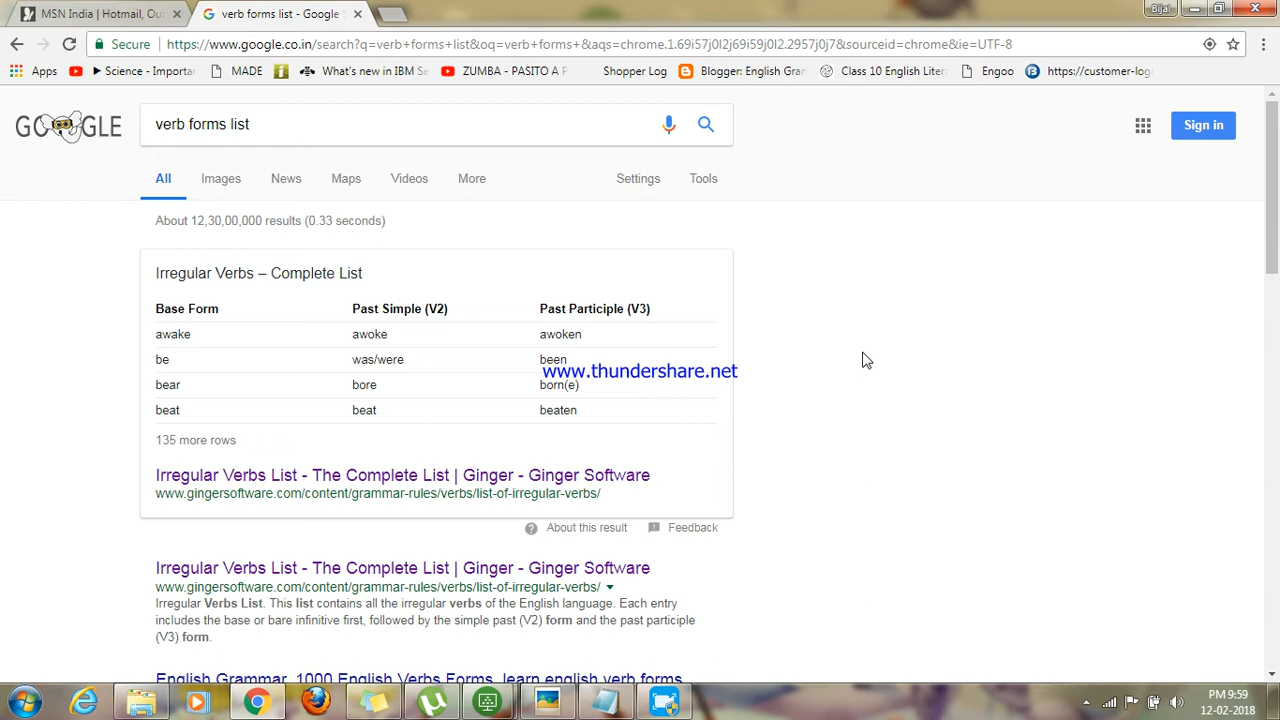 MSN India | Hotmail, Ou
verb forms list - Google S
Bijal
Secure
https://www.google.co.in/search?q=verb+forms+list&aq=verb+forms+&aqs=chrome.1.69i57j0l2j69i59j0l2.2957j0j7&sourceid=chrome&ie=UTF-8
Apps
Science - Importa
MADE
What's new in IBM S
ZUMBA - PASITO A P
Shopper Log
Blogger: English Gra
Class 10 English Liter
Engoo
https://customer-log
GOOGLE
verb forms list
Sign in
All Images News Maps Videos More Settings Tools
About 12,30,00,000 results (0.33 seconds)
Irregular Verbs – Complete List
Base Form Past Simple (V2) Past Participle (V3)
awake awoke awoken
be was/were been
www.thundershare.net
bear bore born(e)
beat beat beaten
135 more rows
Irregular Verbs List - The Complete List | Ginger - Ginger Software
www.gingersoftware.com/content/grammar-rules/verbs/list-of-irregular-verbs/
About this result Feedback
Irregular Verbs List - The Complete List | Ginger - Ginger Software
www.gingersoftware.com/content/grammar-rules/verbs/list-of-irregular-verbs/
Irregular Verbs List. This list contains all the irregular verbs of the English language. Each entry
includes the base or bare infinitive first, followed by the simple past (V2) form and the past participle
(V3) form.
English Grammar, 1000 English Verbs Forms, learn english verb forms
PM 9:59
12-02-2018